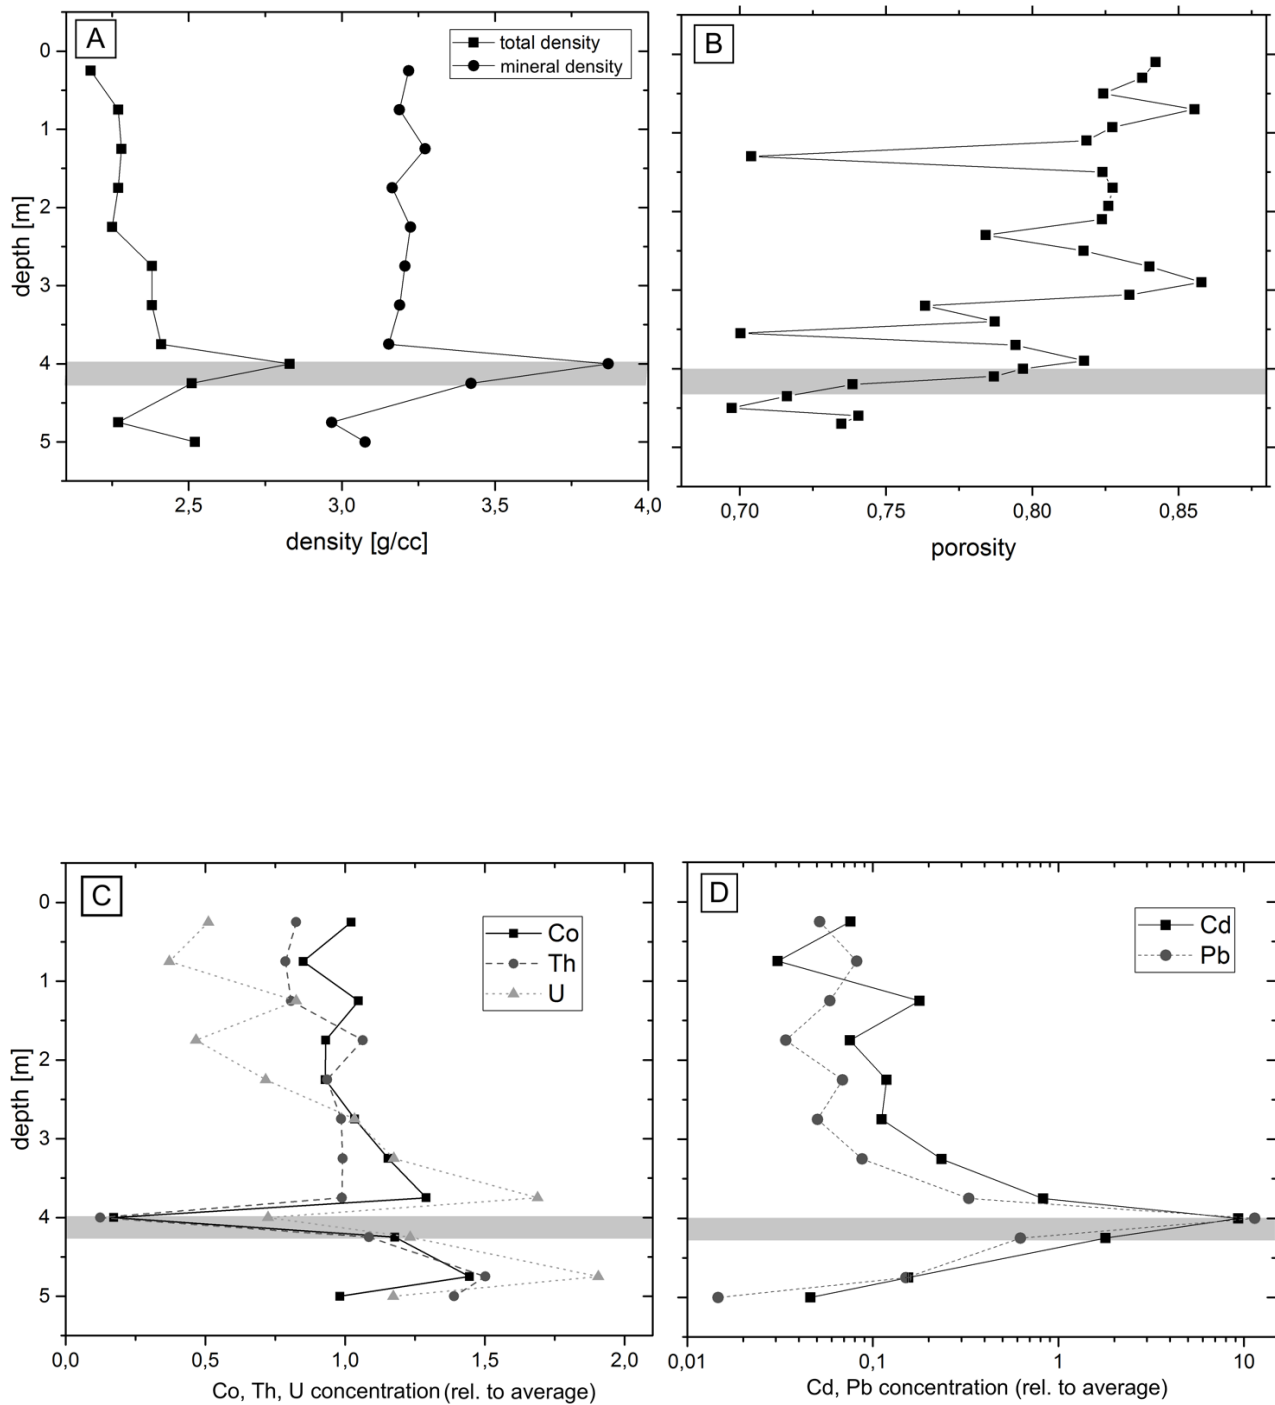 A
total density
mineral density
0
1
2
3
4
5
depth [m]
2,5
3,0
3,5
4,0
density [g/cc]
B
0,70
0,75
0,80
0,85
porosity
C
Co
Th
U
0
1
2
3
4
5
depth [m]
0,0
0,5
1,0
1,5
2,0
Co, Th, U concentration (rel. to average)
D
Cd
Pb
0,01
0,1
1
10
Cd, Pb concentration (rel. to average)